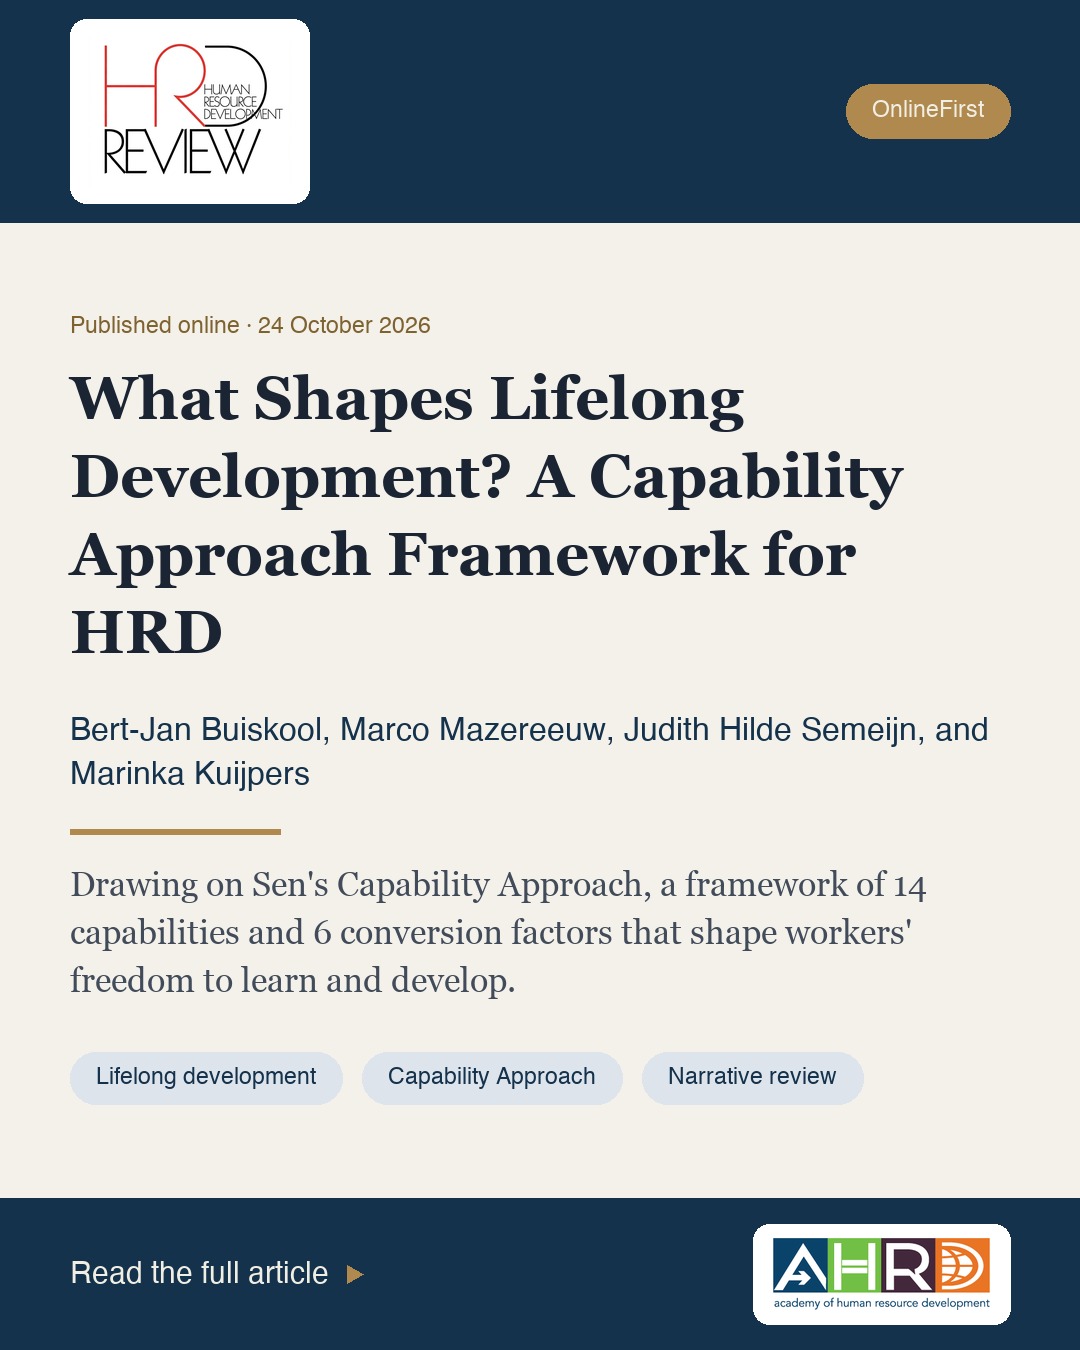 HRD
HUMAN
RESOURCE
DEVELOPMENT
REVIEW
OnlineFirst
Published online · 24 October 2026
What Shapes Lifelong
Development? A Capability
Approach Framework for
HRD
Bert-Jan Buiskool, Marco Mazereeuw, Judith Hilde Semeijn, and
Marinka Kuijpers
Drawing on Sen's Capability Approach, a framework of 14
capabilities and 6 conversion factors that shape workers'
freedom to learn and develop.
Lifelong development
Capability Approach
Narrative review
Read the full article
AHRD
academy of human resource development